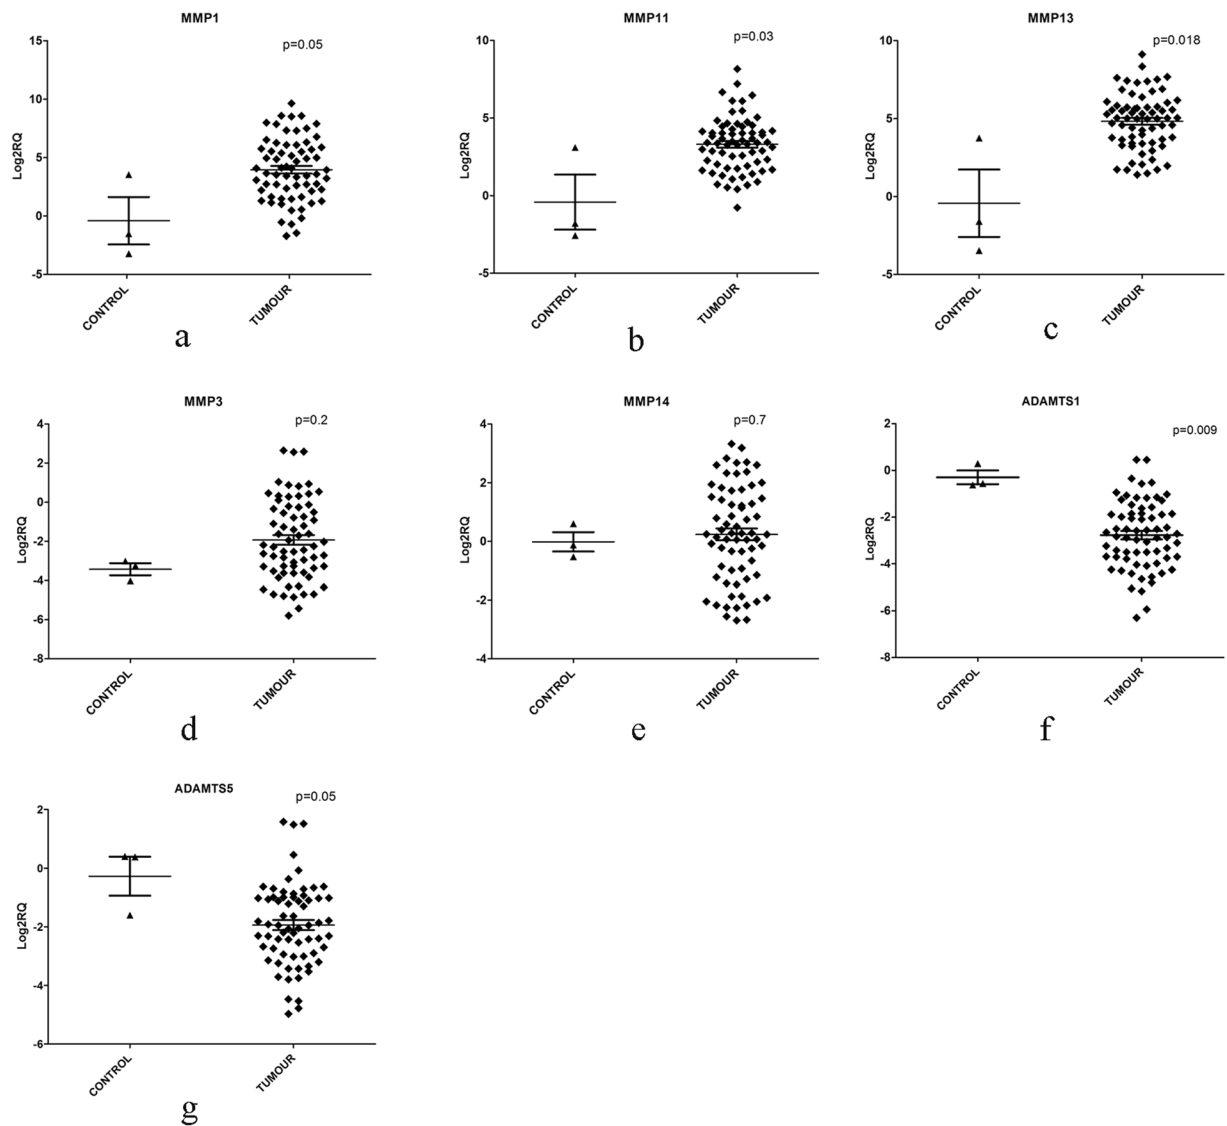 MMP1
p=0.05
15
10
5
0
-5
Log2RQ
CONTROL
TUMOUR
a
MMP11
p=0.03
10
5
0
-5
Log2RQ
CONTROL
TUMOUR
b
MMP13
p=0.018
10
5
0
-5
Log2RQ
CONTROL
TUMOUR
c
MMP3
p=0.2
4
2
0
-2
-4
-6
-8
Log2RQ
CONTROL
TUMOUR
d
MMP14
p=0.7
4
2
0
-2
-4
Log2RQ
CONTROL
TUMOUR
e
ADAMTS1
p=0.009
2
0
-2
-4
-6
-8
Log2RQ
CONTROL
TUMOUR
f
ADAMTS5
p=0.05
2
0
-2
-4
-6
Log2RQ
CONTROL
TUMOUR
g